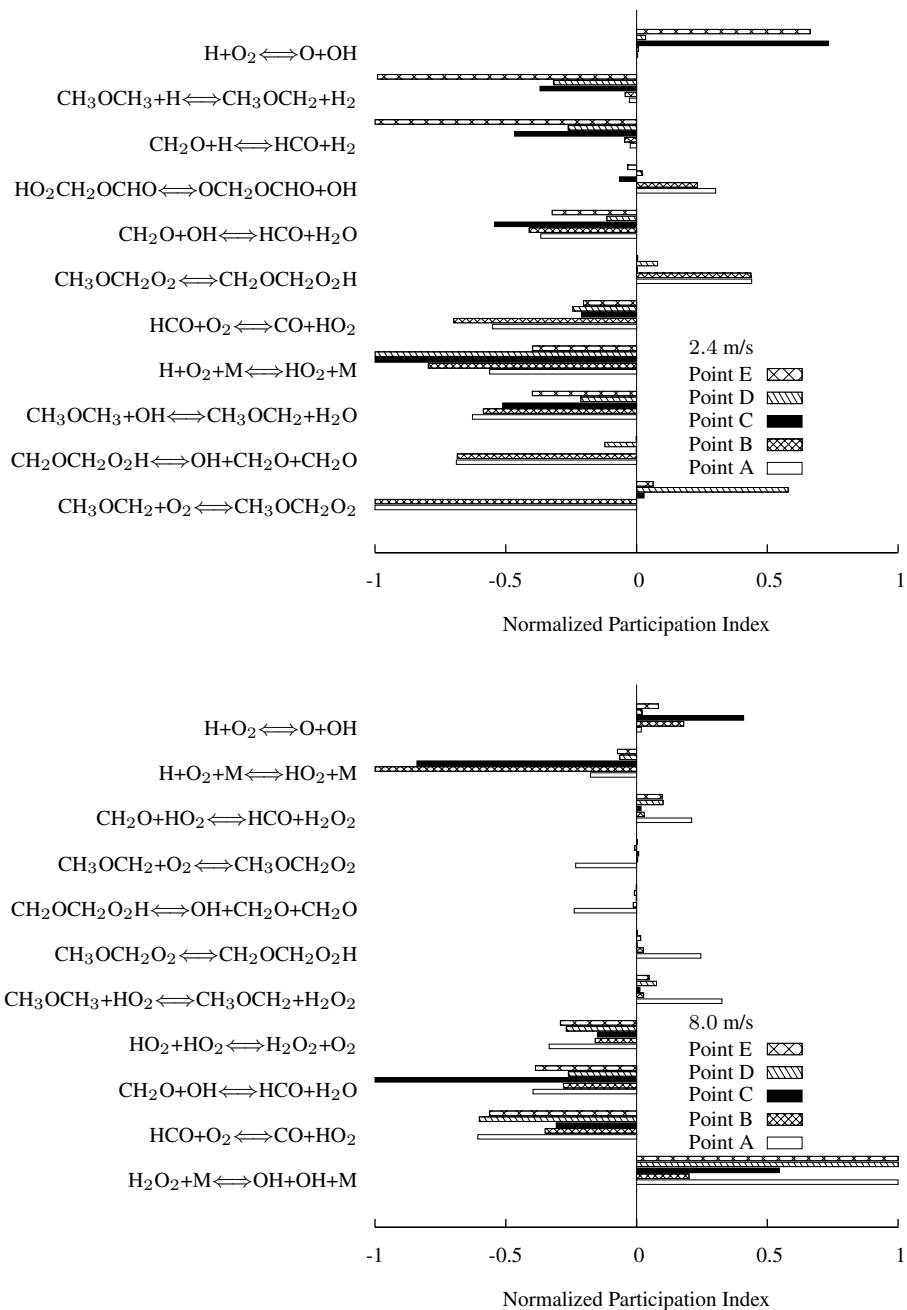 H+O₂⟺O+OH
CH₃OCH₃+H⟺CH₃OCH₂+H₂
CH₂O+H⟺HCO+H₂
HO₂CH₂OCHO⟺OCH₂OCHO+OH
CH₂O+OH⟺HCO+H₂O
CH₃OCH₂O₂⟺CH₂OCH₂O₂H
HCO+O₂⟺CO+HO₂
H+O₂+M⟺HO₂+M
CH₃OCH₃+OH⟺CH₃OCH₂+H₂O
CH₂OCH₂O₂H⟺OH+CH₂O+CH₂O
CH₃OCH₂+O₂⟺CH₃OCH₂O₂
2.4 m/s
Point E
Point D
Point C
Point B
Point A
-1 -0.5 0 0.5 1
Normalized Participation Index
H+O₂⟺O+OH
H+O₂+M⟺HO₂+M
CH₂O+HO₂⟺HCO+H₂O₂
CH₃OCH₂+O₂⟺CH₃OCH₂O₂
CH₂OCH₂O₂H⟺OH+CH₂O+CH₂O
CH₃OCH₂O₂⟺CH₂OCH₂O₂H
CH₃OCH₃+HO₂⟺CH₃OCH₂+H₂O₂
HO₂+HO₂⟺H₂O₂+O₂
CH₂O+OH⟺HCO+H₂O
HCO+O₂⟺CO+HO₂
H₂O₂+M⟺OH+OH+M
8.0 m/s
Point E
Point D
Point C
Point B
Point A
-1 -0.5 0 0.5 1
Normalized Participation Index